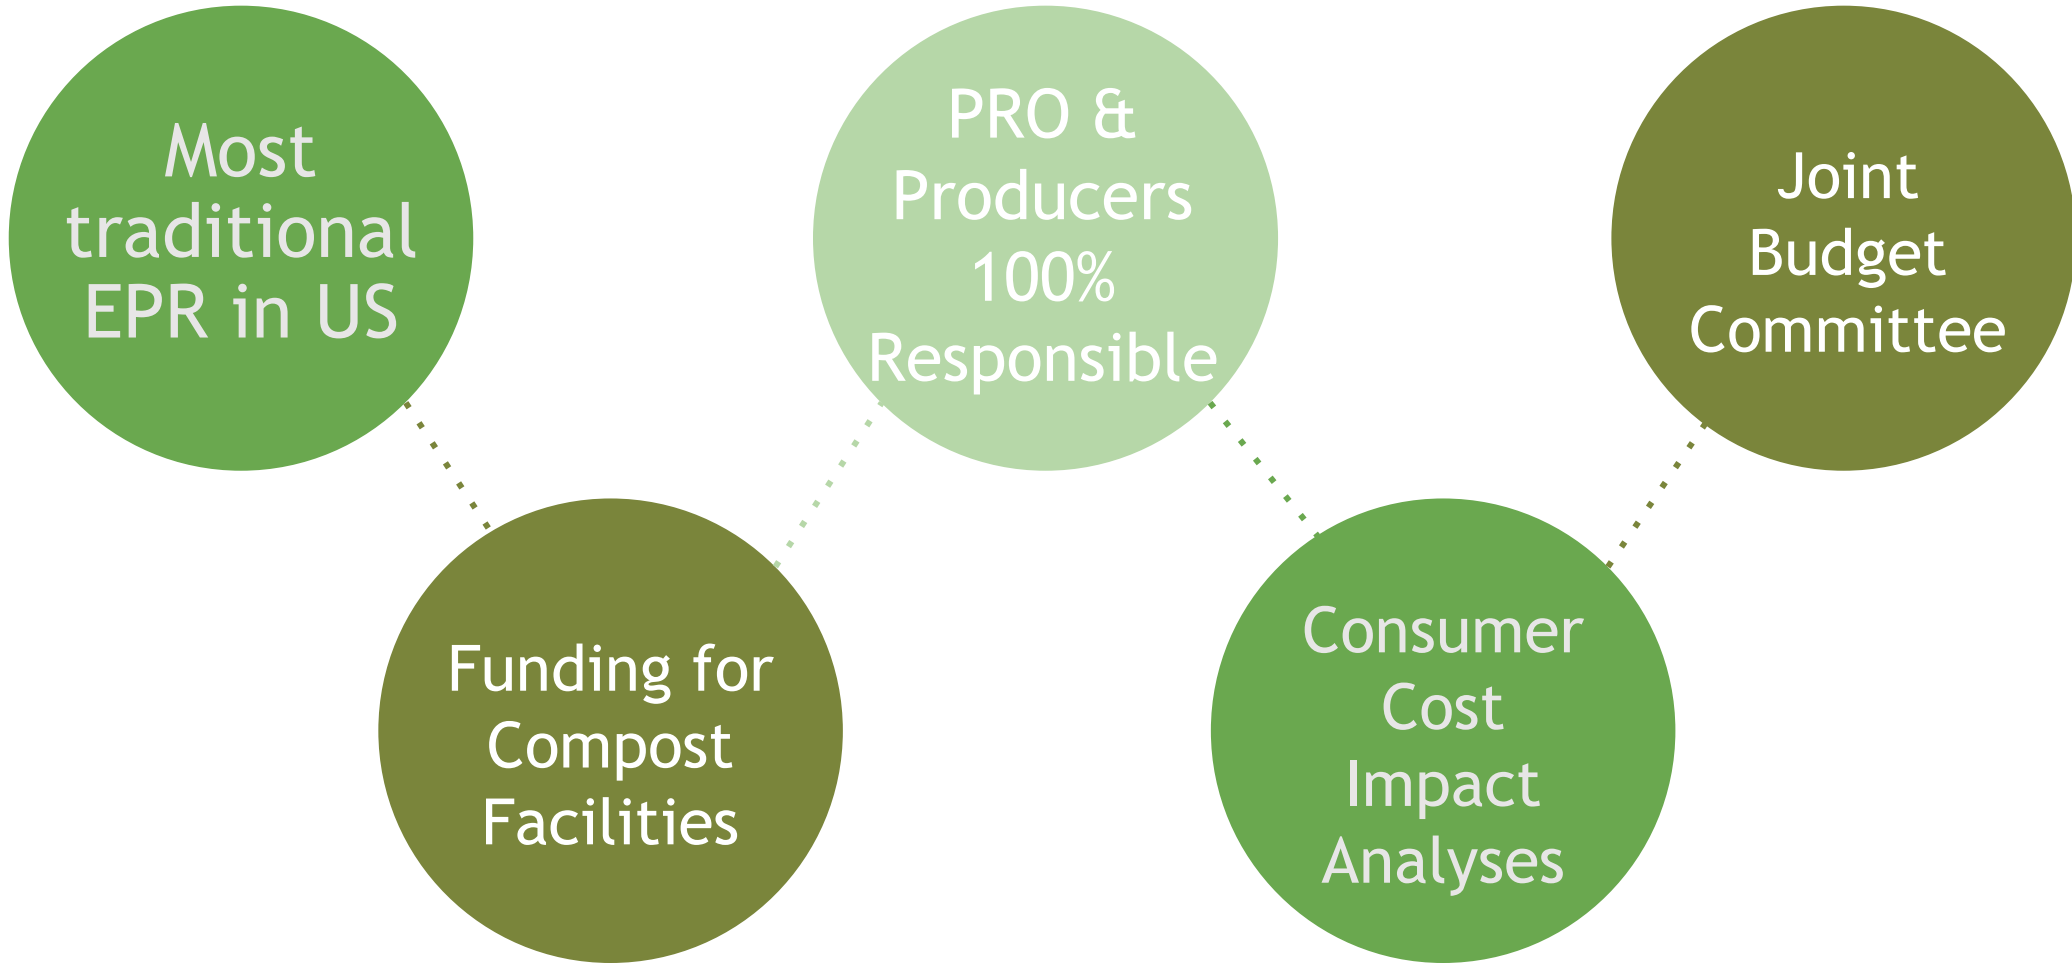 Most
traditional
EPR in US
Funding for
Compost
Facilities
PRO &
Producers
100%
Responsible
Consumer
Cost
Impact
Analyses
Joint
Budget
Committee